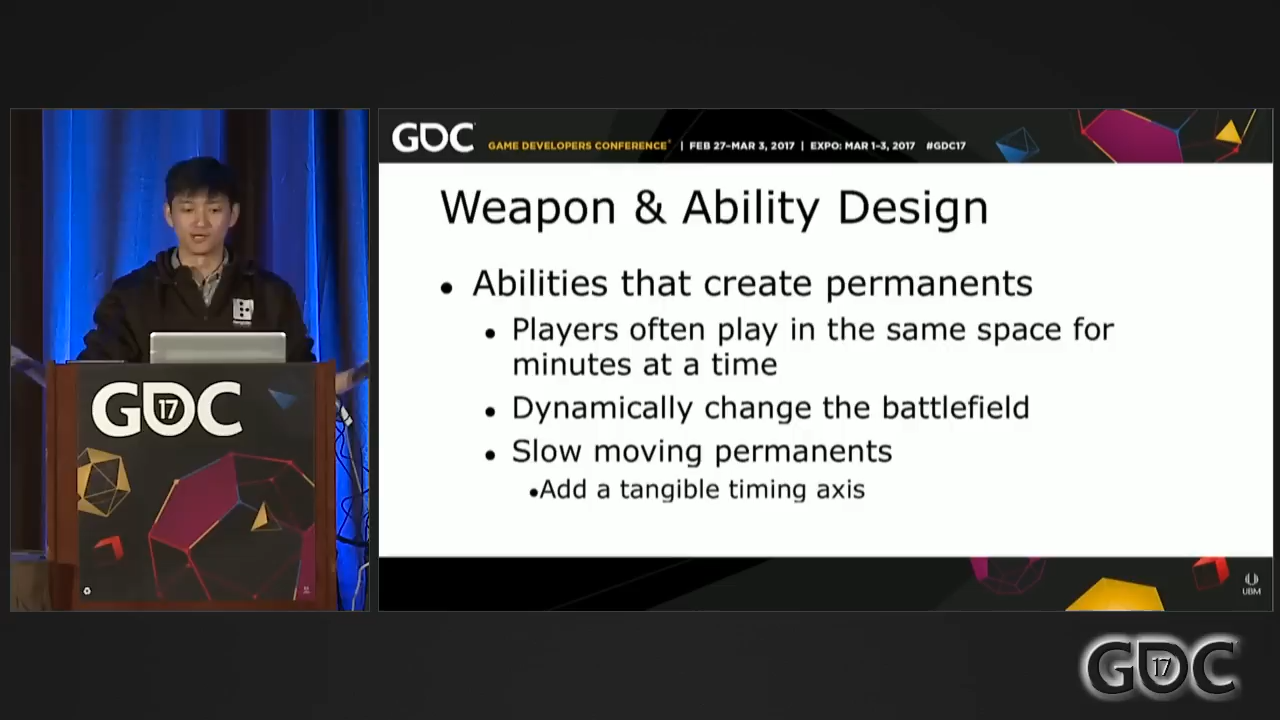 GDC
GAME DEVELOPERS CONFERENCE® | FEB 27–MAR 3, 2017 | EXPO: MAR 1–3, 2017 #GDC17
Weapon & Ability Design
• Abilities that create permanents
• Players often play in the same space for
minutes at a time
• Dynamically change the battlefield
• Slow moving permanents
•Add a tangible timing axis
UBM
GDC
17
GDC
17